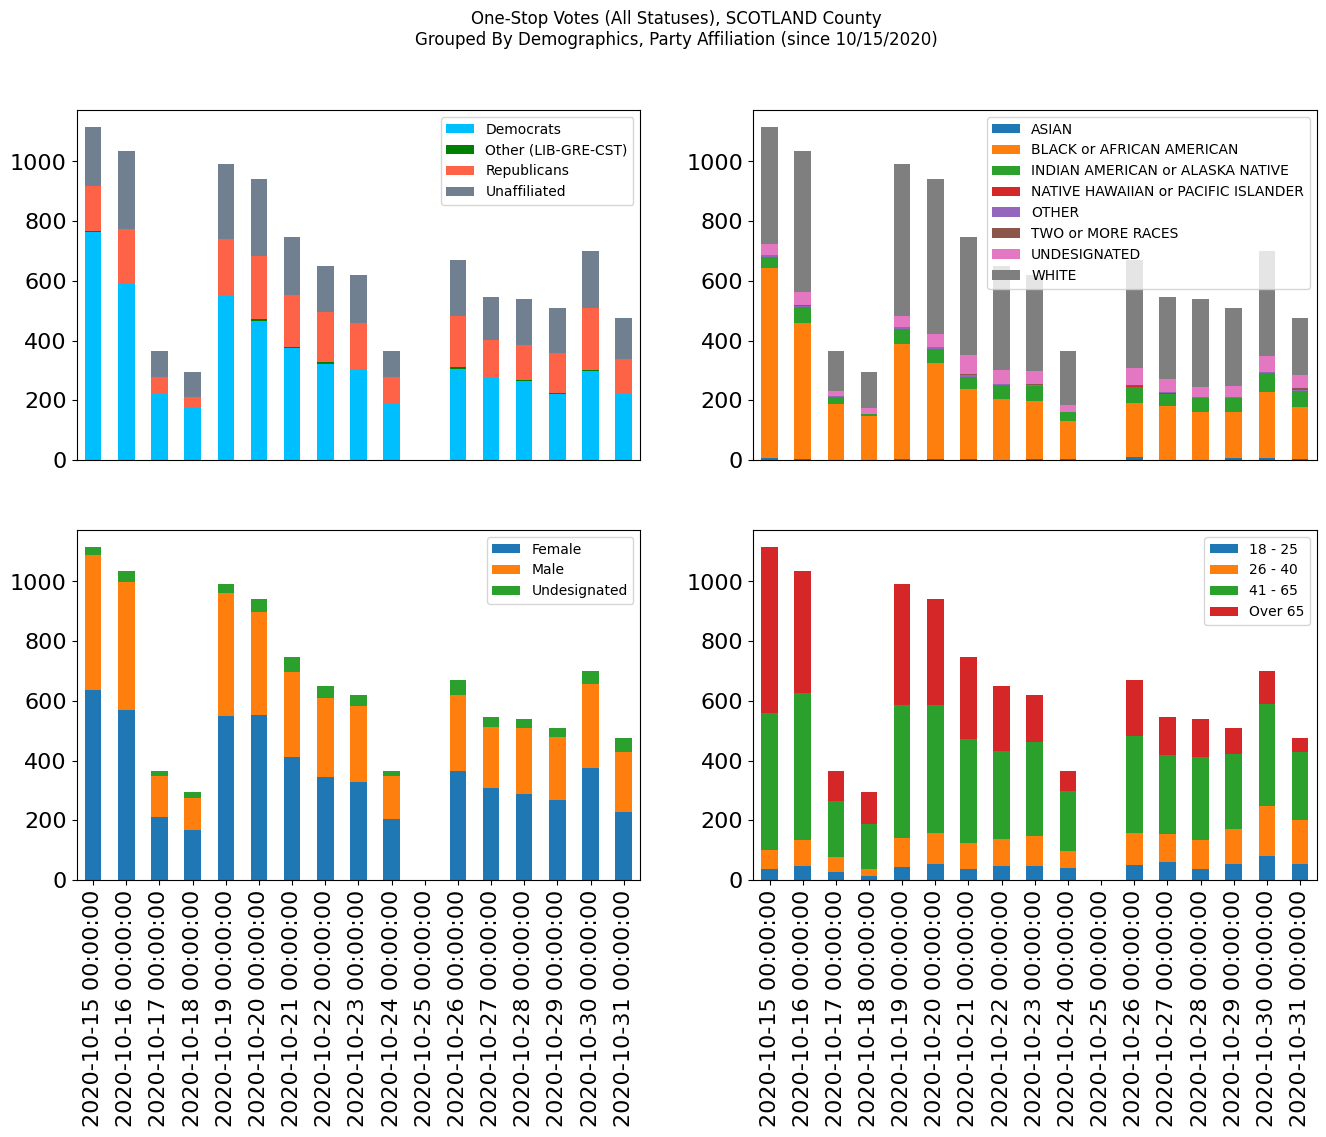 One-Stop Votes (All Statuses), SCOTLAND County
Grouped By Demographics, Party Affiliation (since 10/15/2020)
1000
800
600
400
200
0
Democrats
Other (LIB-GRE-CST)
Republicans
Unaffiliated
1000
800
600
400
200
0
ASIAN
BLACK or AFRICAN AMERICAN
INDIAN AMERICAN or ALASKA NATIVE
NATIVE HAWAIIAN or PACIFIC ISLANDER
OTHER
TWO or MORE RACES
UNDESIGNATED
WHITE
1000
800
600
400
200
0
Female
Male
Undesignated
2020-10-15 00:00:00
2020-10-16 00:00:00
2020-10-17 00:00:00
2020-10-18 00:00:00
2020-10-19 00:00:00
2020-10-20 00:00:00
2020-10-21 00:00:00
2020-10-22 00:00:00
2020-10-23 00:00:00
2020-10-24 00:00:00
2020-10-25 00:00:00
2020-10-26 00:00:00
2020-10-27 00:00:00
2020-10-28 00:00:00
2020-10-29 00:00:00
2020-10-30 00:00:00
2020-10-31 00:00:00
1000
800
600
400
200
0
18 - 25
26 - 40
41 - 65
Over 65
2020-10-15 00:00:00
2020-10-16 00:00:00
2020-10-17 00:00:00
2020-10-18 00:00:00
2020-10-19 00:00:00
2020-10-20 00:00:00
2020-10-21 00:00:00
2020-10-22 00:00:00
2020-10-23 00:00:00
2020-10-24 00:00:00
2020-10-25 00:00:00
2020-10-26 00:00:00
2020-10-27 00:00:00
2020-10-28 00:00:00
2020-10-29 00:00:00
2020-10-30 00:00:00
2020-10-31 00:00:00